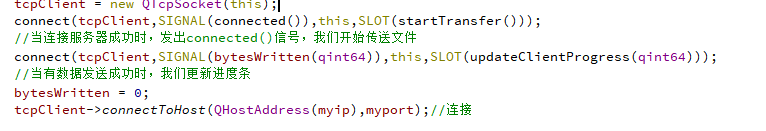 tcpClient = new QTcpSocket(this);
connect(tcpClient,SIGNAL(connected()),this,SLOT(startTransfer()));
//当连接服务器成功时，发出connected()信号，我们开始传送文件
connect(tcpClient,SIGNAL(bytesWritten(qint64)),this,SLOT(updateClientProgress(qint64)));
//当有数据发送成功时，我们更新进度条
bytesWritten = 0;
tcpClient->connectToHost(QHostAddress(myip),myport);//连接